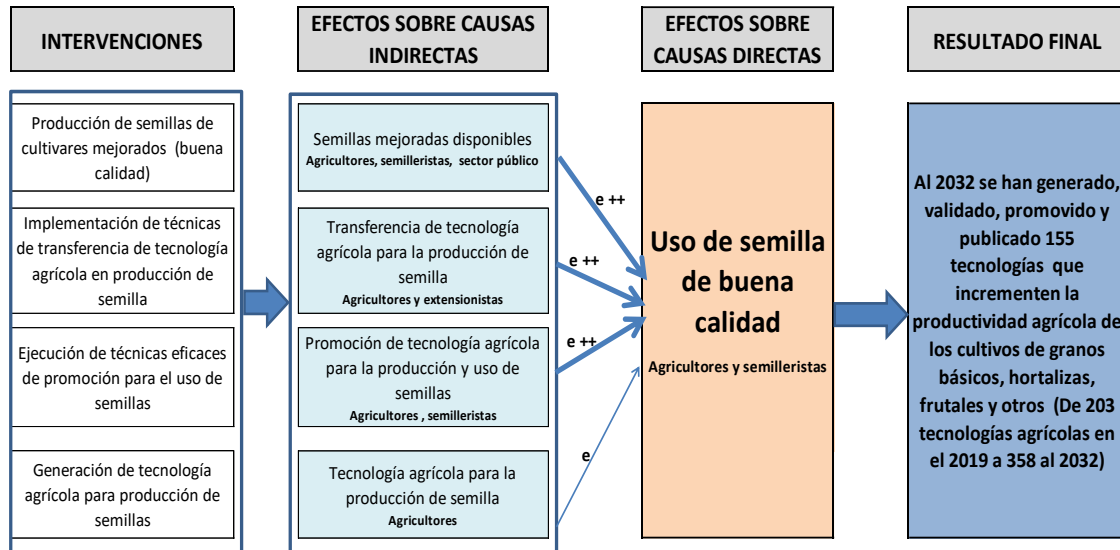 INTERVENCIONES
Producción de semillas de
cultivares mejorados (buena
calidad)
Implementación de técnicas
de transferencia de tecnología
agrícola en producción de
semilla
Ejecución de técnicas eficaces
de promoción para el uso de
semillas
Generación de tecnología
agrícola para producción de
semillas
EFECTOS SOBRE CAUSAS
INDIRECTAS
Semillas mejoradas disponibles
Agricultores, semilleristas, sector público
Transferencia de tecnología
agrícola para la producción de
semilla
Agricultores y extensionistas
Promoción de tecnología agrícola
para la producción y uso de
semillas
Agricultores , semilleristas
Tecnología agrícola para la
producción de semilla
Agricultores
e ++
e ++
e ++
e
EFECTOS SOBRE
CAUSAS DIRECTAS
Uso de semilla
de buena
calidad
Agricultores y semilleristas
RESULTADO FINAL
Al 2032 se han generado,
validado, promovido y
publicado 155
tecnologías que
incrementen la
productividad agrícola de
los cultivos de granos
básicos, hortalizas,
frutales y otros (De 203
tecnologías agrícolas en
el 2019 a 358 al 2032)